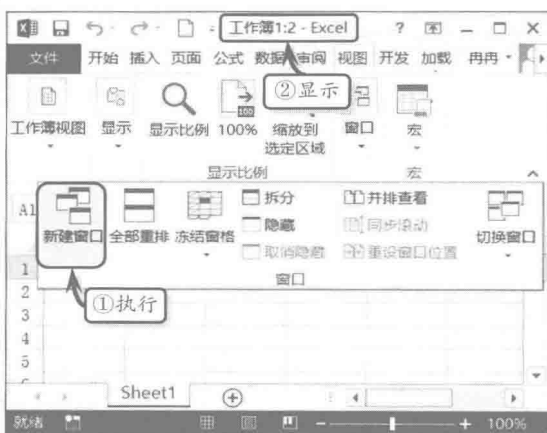 工作簿1:2 - Excel
?
文件 开始 插入 页面 公式 数据 审阅 视图 开发 加载 冉冉
②显示
工作簿视图 显示 显示比例 100% 缩放到 选定区域 窗口 宏
显示比例 宏
A1
新建窗口 全部重排 冻结窗格 拆分 隐藏 取消隐藏 并排查看 同步滚动 重设窗口位置 切换窗口
窗口
①执行
1
2
3
4
5
Sheet1
就绪 100%